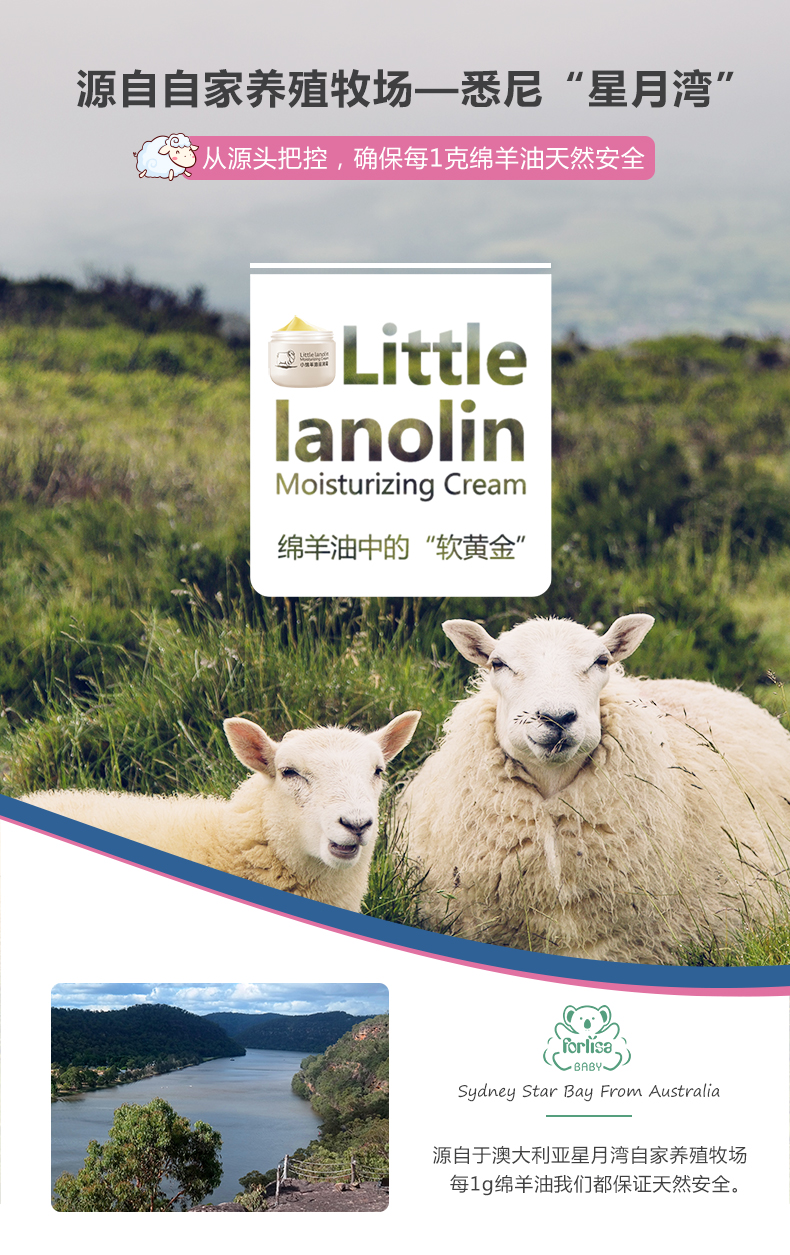 源自自家养殖牧场—悉尼“星月湾”
从源头把控，确保每1克绵羊油天然安全
Little lanolin
Moisturizing Cream
Little
lanolin
Moisturizing Cream
绵羊油中的“软黄金”
forlisa
BABY
Sydney Star Bay From Australia
源自于澳大利亚星月湾自家养殖牧场
每1g绵羊油我们都保证天然安全。